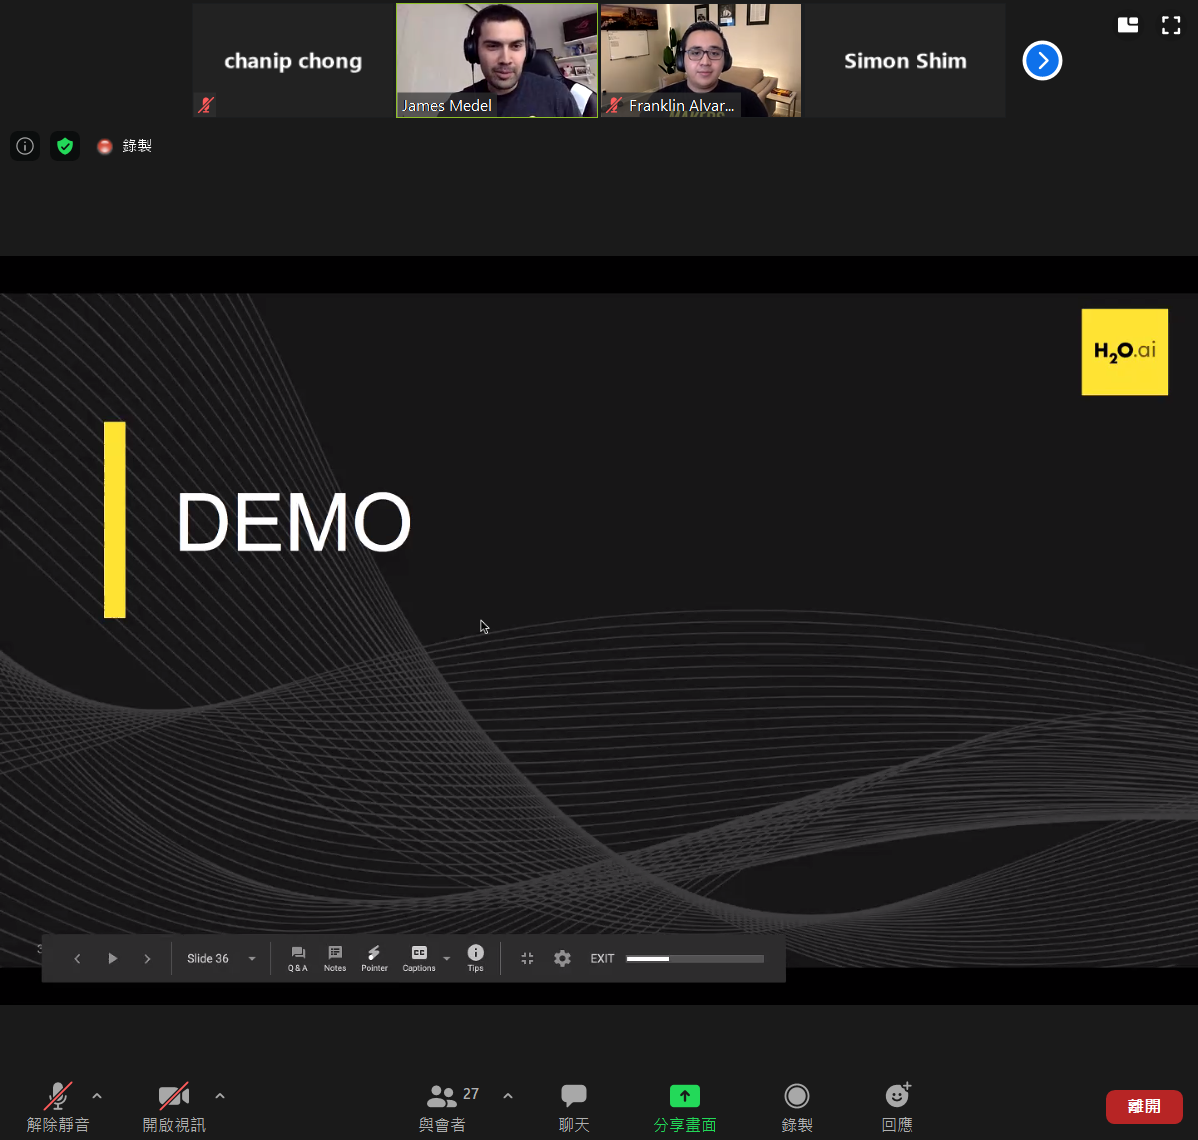 chanip chong
James Medel
Franklin Alvar...
Simon Shim
錄製
H2O.ai
DEMO
Slide 36
Q & A
Notes
Pointer
CC
Captions
Tips
EXIT
解除靜音
開啟視訊
27
與會者
聊天
分享畫面
錄製
回應
離開